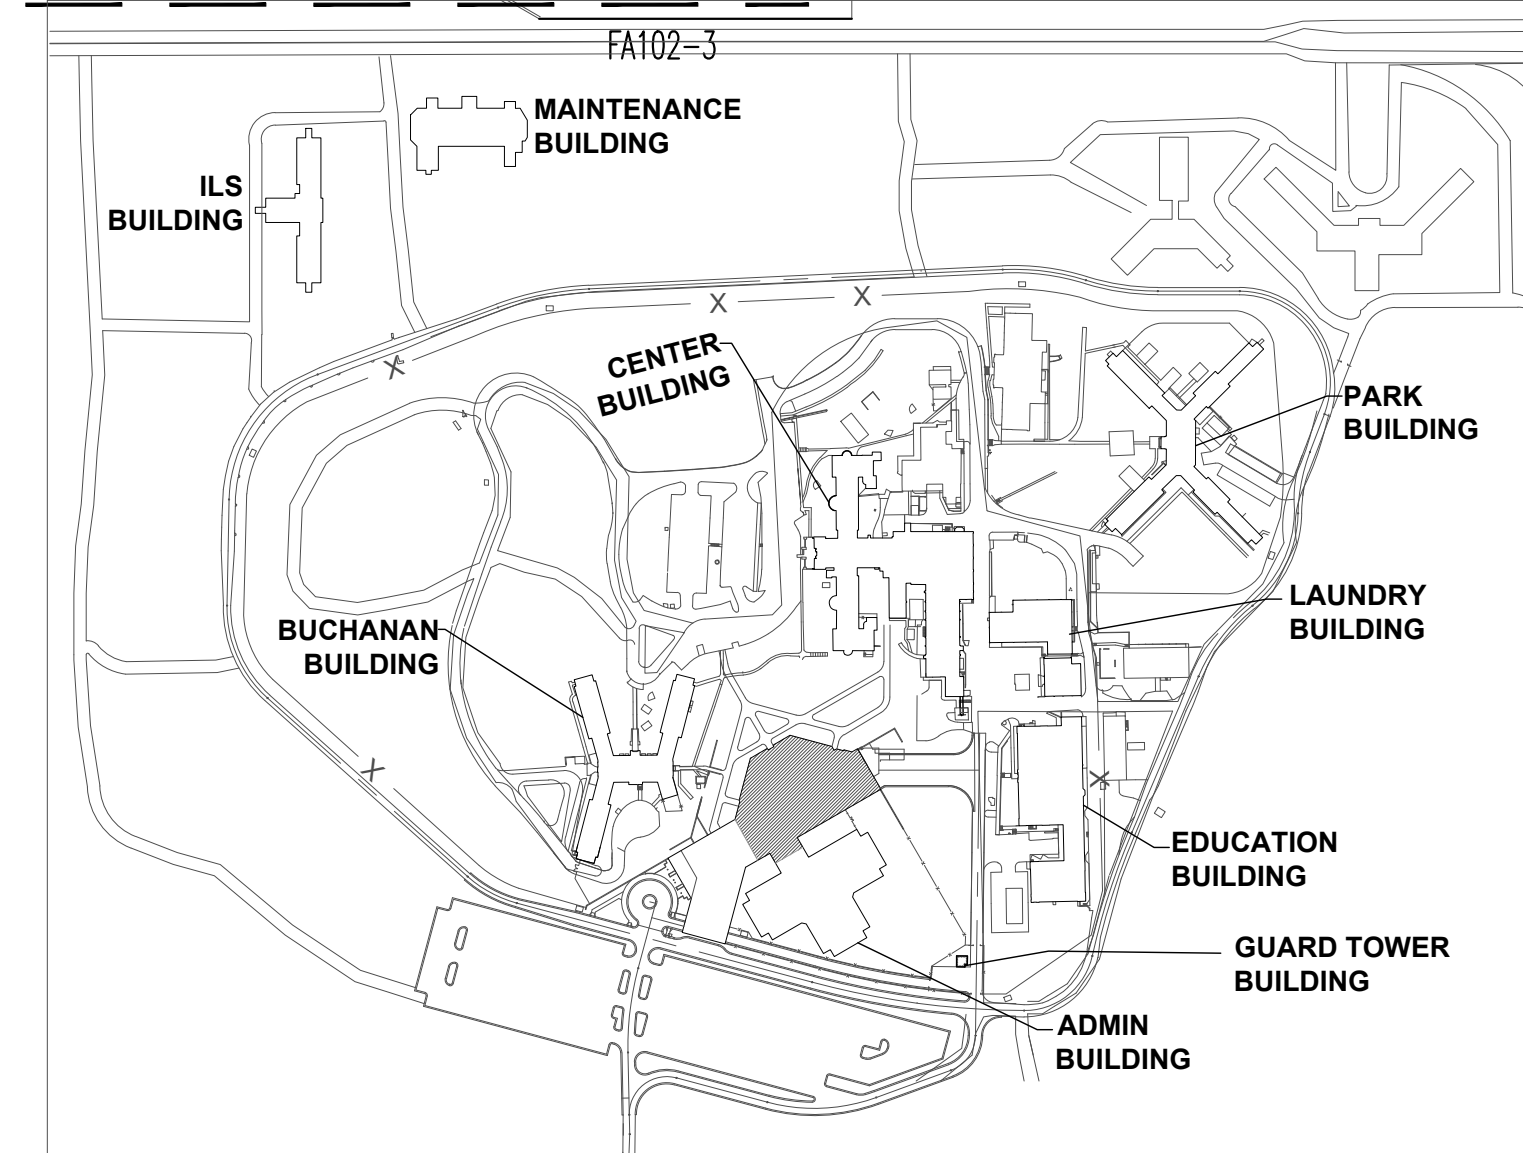 FA102-3
MAINTENANCE
BUILDING
ILS
BUILDING
X
X
X
CENTER
BUILDING
PARK
BUILDING
LAUNDRY
BUILDING
BUCHANAN
BUILDING
X
X
EDUCATION
BUILDING
GUARD TOWER
BUILDING
ADMIN
BUILDING